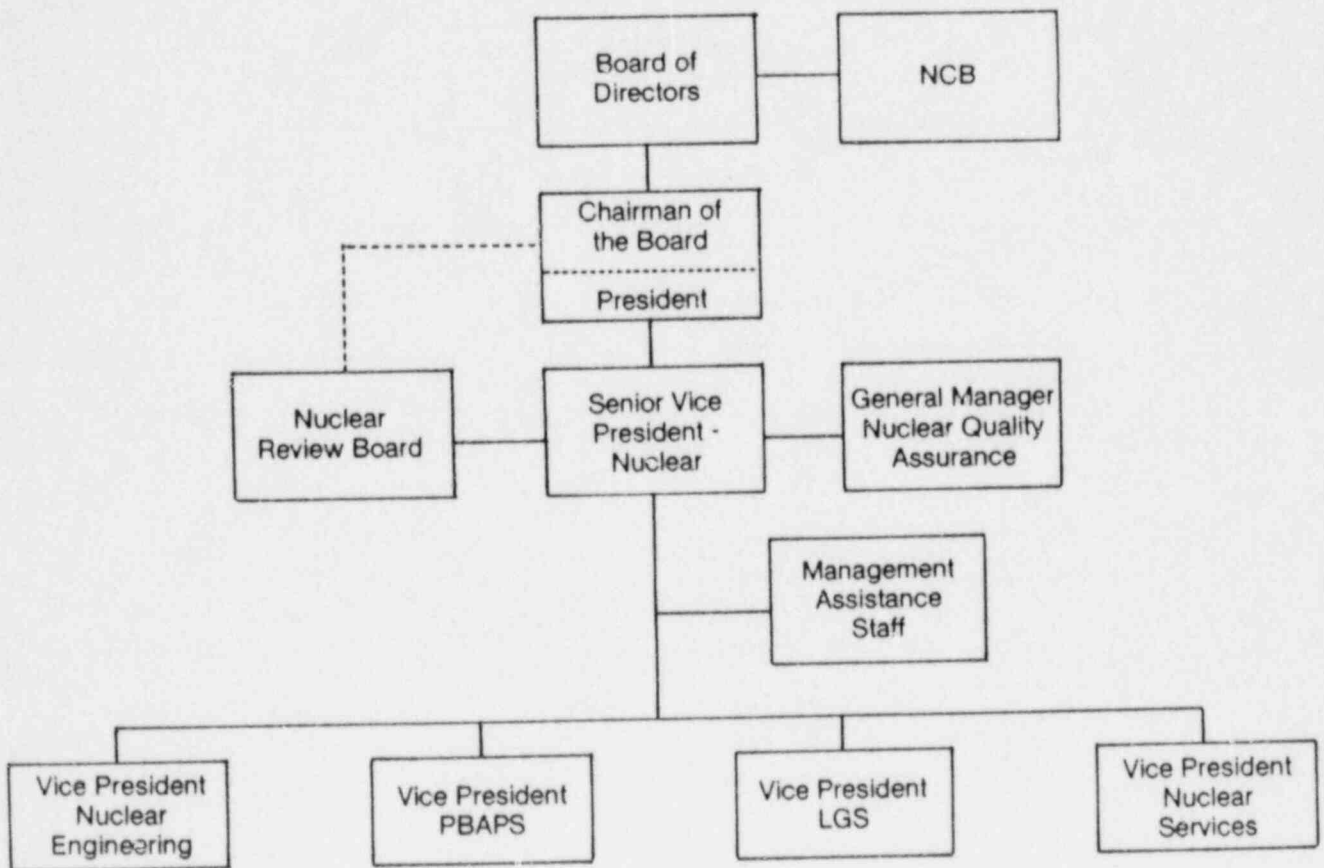 Board of
Directors
NCB
Chairman of
the Board
President
Nuclear
Review Board
Senior Vice
President -
Nuclear
General Manager
Nuclear Quality
Assurance
Management
Assistance
Staff
Vice President
Nuclear
Engineering
Vice President
PBAPS
Vice President
LGS
Vice President
Nuclear
Services